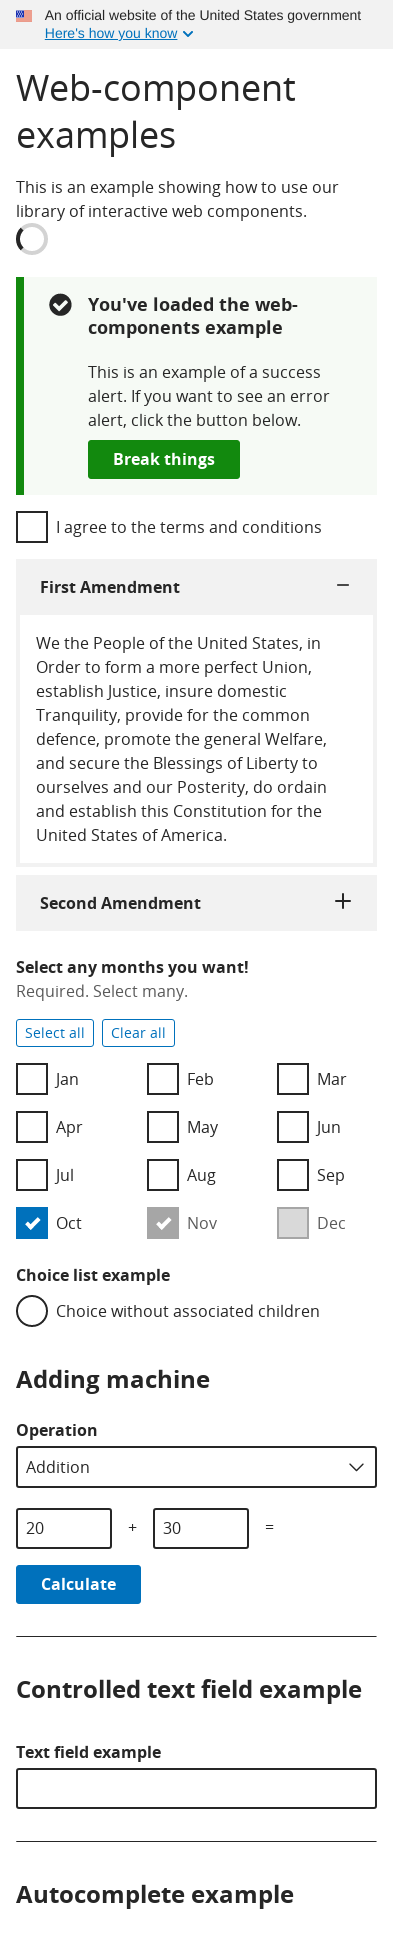 An official website of the United States government
Here's how you know
Web-component
examples
This is an example showing how to use our
library of interactive web components.
You've loaded the web-
components example
This is an example of a success
alert. If you want to see an error
alert, click the button below.
Break things
I agree to the terms and conditions
First Amendment
We the People of the United States, in
Order to form a more perfect Union,
establish Justice, insure domestic
Tranquility, provide for the common
defence, promote the general Welfare,
and secure the Blessings of Liberty to
ourselves and our Posterity, do ordain
and establish this Constitution for the
United States of America.
Second Amendment
Select any months you want!
Required. Select many.
Select all Clear all
Jan Feb Mar
Apr May Jun
Jul Aug Sep
Oct Nov Dec
Choice list example
Choice without associated children
Adding machine
Operation
Addition
20 + 30 =
Calculate
Controlled text field example
Text field example
Autocomplete example